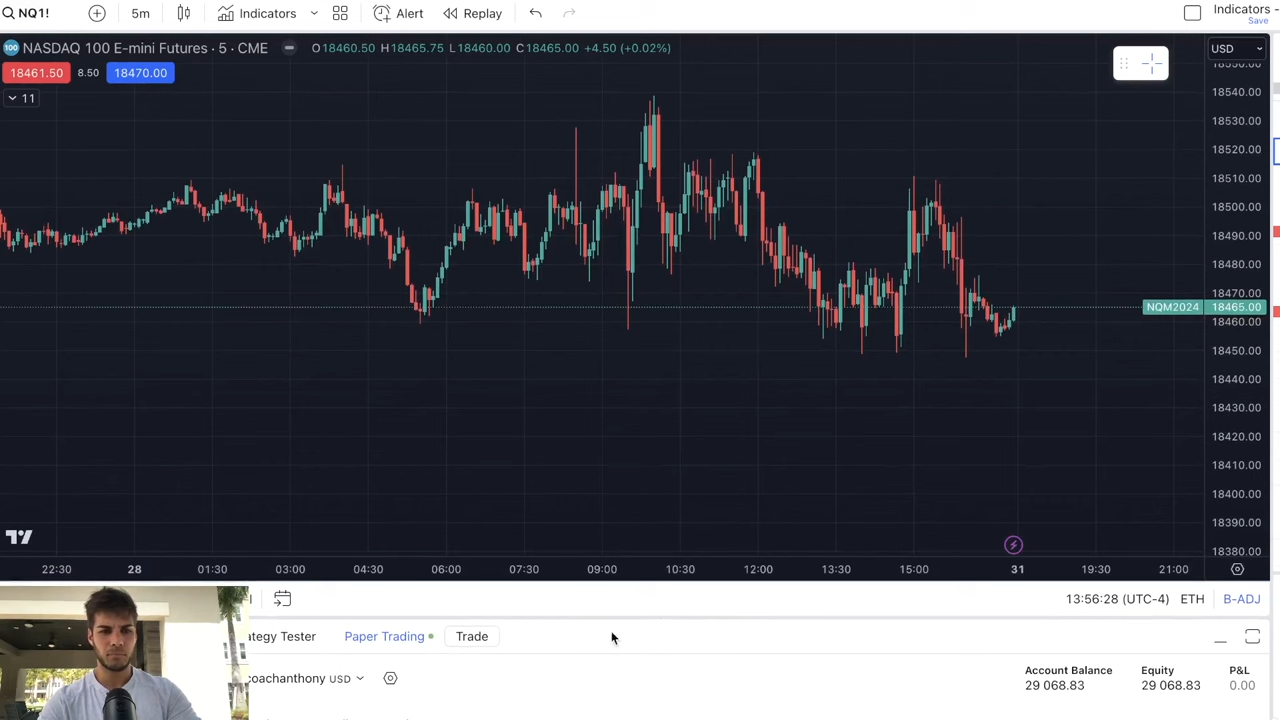 NQ1!
5m
Indicators
Alert
Replay
Indicators -
Save
100 NASDAQ 100 E-mini Futures · 5 · CME
O18460.50 H18465.75 L18460.00 C18465.00 +4.50 (+0.02%)
USD
18461.50 8.50 18470.00
11
18550.00
18540.00
18530.00
18520.00
18510.00
18500.00
18490.00
18480.00
18470.00
NQM2024 18465.00
18460.00
18450.00
18440.00
18430.00
18420.00
18410.00
18400.00
18390.00
18380.00
22:30 28 01:30 03:00 04:30 06:00 07:30 09:00 10:30 12:00 13:30 15:00 31 19:30 21:00
13:56:28 (UTC-4) ETH B-ADJ
ategy Tester Paper Trading Trade
coachanthony USD
Account Balance Equity P&L
29 068.83 29 068.83 0.00